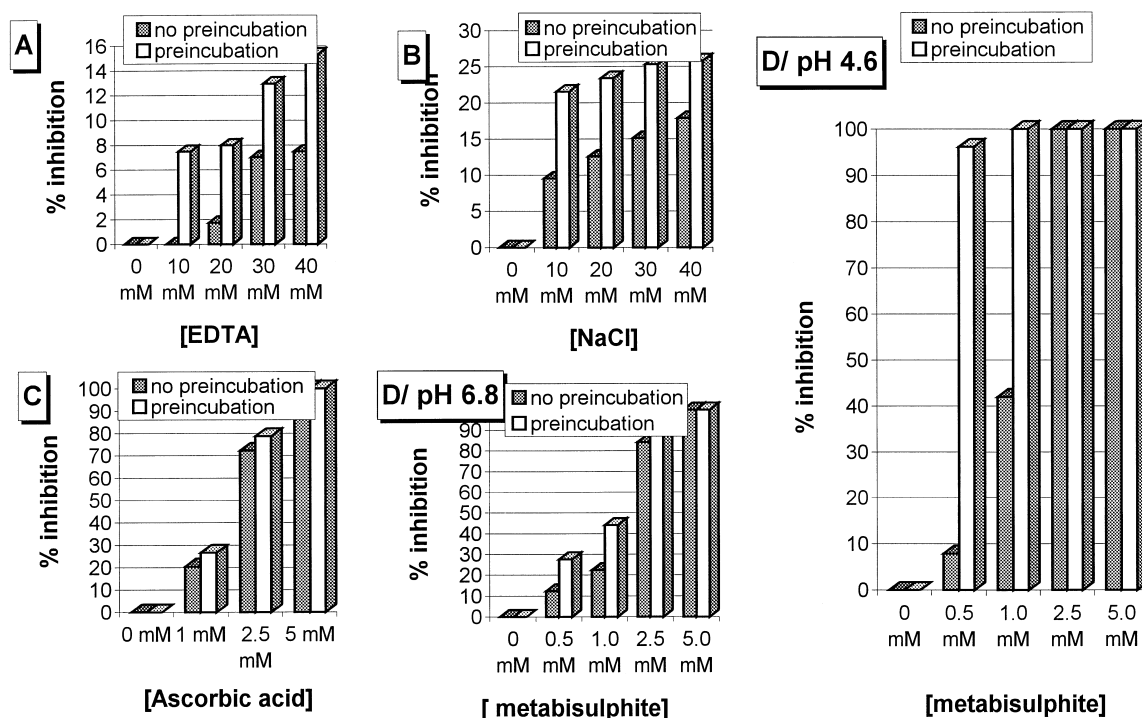 A
no preincubation
preincubation
% inhibition
16
14
12
10
8
6
4
2
0
0 10 20 30 40
mM mM mM mM mM
[EDTA]
B
no preincubation
preincubation
% inhibition
30
25
20
15
10
5
0
0 10 20 30 40
mM mM mM mM mM
[NaCl]
C
no preincubation
preincubation
% inhibition
100
90
80
70
60
50
40
30
20
10
0
0 mM 1 mM 2.5 5 mM
mM
[Ascorbic acid]
D/ pH 6.8
no preincubation
preincubation
% inhibition
90
80
70
60
50
40
30
20
10
0
0 0.5 1.0 2.5 5.0
mM mM mM mM mM
[ metabisulphite]
D/ pH 4.6
no preincubation
preincubation
% inhibition
100
90
80
70
60
50
40
30
20
10
0
0 0.5 1.0 2.5 5.0
mM mM mM mM mM
[metabisulphite]